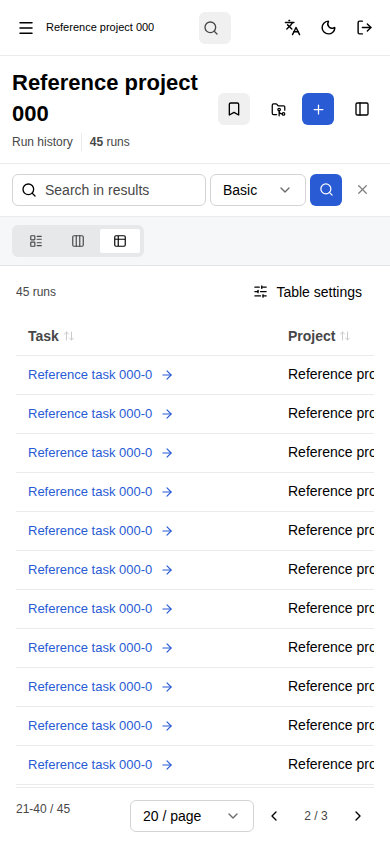 Reference project 000
Reference project
000
Run history
45 runs
Search in results
Basic
45 runs
Table settings
Task
Project
Reference task 000-0
Reference pro
Reference task 000-0
Reference pro
Reference task 000-0
Reference pro
Reference task 000-0
Reference pro
Reference task 000-0
Reference pro
Reference task 000-0
Reference pro
Reference task 000-0
Reference pro
Reference task 000-0
Reference pro
Reference task 000-0
Reference pro
Reference task 000-0
Reference pro
Reference task 000-0
Reference pro
21-40 / 45
20 / page
2 / 3